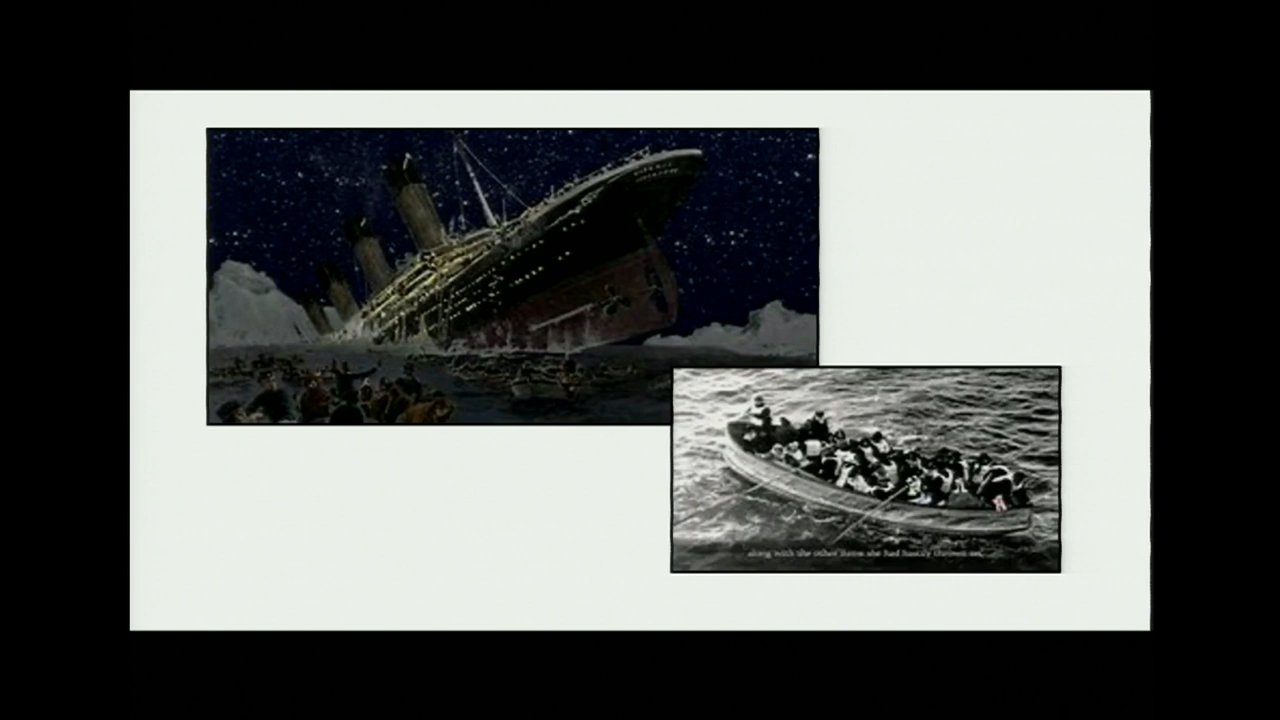 along with the other items she had hastily thrown on,